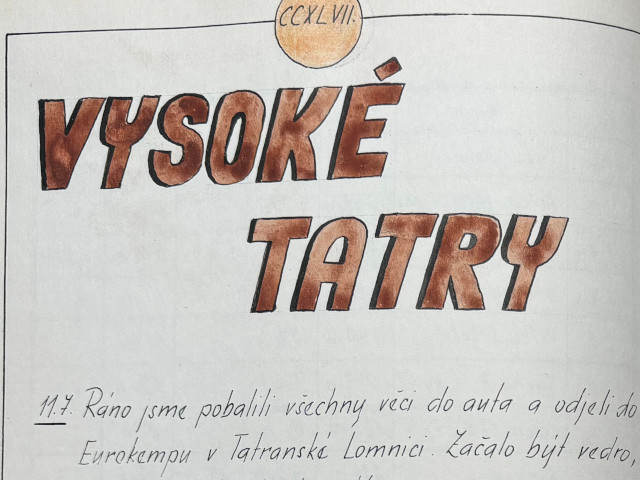 CCXLVII.
VYSOKÉ
TATRY
11.7. Ráno jsme pobalili všechny věci do auta a odjeli do
Eurokempu v Tatranské Lomnici. Začalo být vedro,